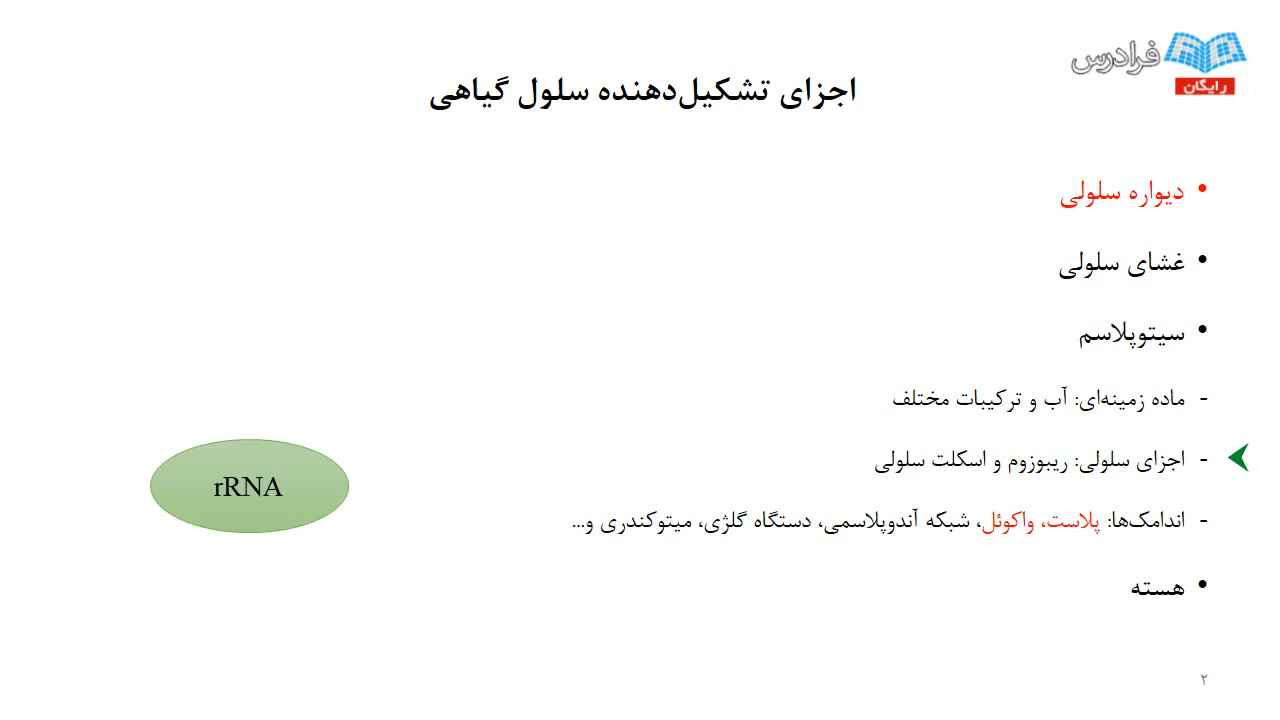 فرادرس
رایگان
اجزای تشکیل‌دهنده سلول گیاهی
• دیواره سلولی
• غشای سلولی
• سیتوپلاسم
- ماده زمینه‌ای: آب و ترکیبات مختلف
- اجزای سلولی: ریبوزوم و اسکلت سلولی
- اندامک‌ها: پلاست، واکوئل، شبکه آندوپلاسمی، دستگاه گلژی، میتوکندری و...
• هسته
rRNA
۲